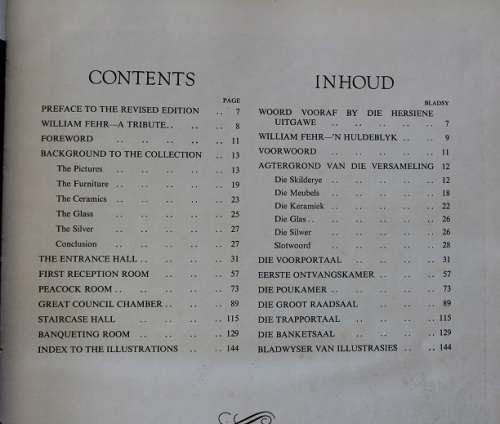 CONTENTS
PAGE
PREFACE TO THE REVISED EDITION .. 7
WILLIAM FEHR—A TRIBUTE.. .. .. 8
FOREWORD .. .. .. .. .. 11
BACKGROUND TO THE COLLECTION .. 13
The Pictures .. .. .. .. .. 13
The Furniture .. .. .. .. .. 19
The Ceramics .. .. .. .. .. 23
The Glass .. .. .. .. .. 25
The Silver .. .. .. .. .. 27
Conclusion .. .. .. .. .. 27
THE ENTRANCE HALL .. .. .. .. 31
FIRST RECEPTION ROOM .. .. .. 57
PEACOCK ROOM .. .. .. .. .. 73
GREAT COUNCIL CHAMBER .. .. .. 89
STAIRCASE HALL .. .. .. .. 115
BANQUETING ROOM .. .. .. .. 129
INDEX TO THE ILLUSTRATIONS .. .. 144
INHOUD
BLADSY
WOORD VOORAF BY DIE HERSIENE
UITGAWE .. .. .. .. .. 7
WILLIAM FEHR—'N HULDEBLYK .. .. 9
VOORWOORD .. .. .. .. .. 11
AGTERGROND VAN DIE VERSAMELING 12
Die Skilderye .. .. .. .. .. 12
Die Meubels .. .. .. .. .. 18
Die Keramiek .. .. .. .. .. 22
Die Glas .. .. .. .. .. 26
Die Silwer .. .. .. .. .. 26
Slotwoord .. .. .. .. .. 28
DIE VOORPORTAAL .. .. .. .. 31
EERSTE ONTVANGSKAMER .. .. .. 57
DIE POUKAMER .. .. .. .. .. 73
DIE GROOT RAADSAAL .. .. .. 89
DIE TRAPPORTAAL .. .. .. .. 115
DIE BANKETSAAL .. .. .. .. 129
BLADWYSER VAN ILLUSTRASIES .. .. 144